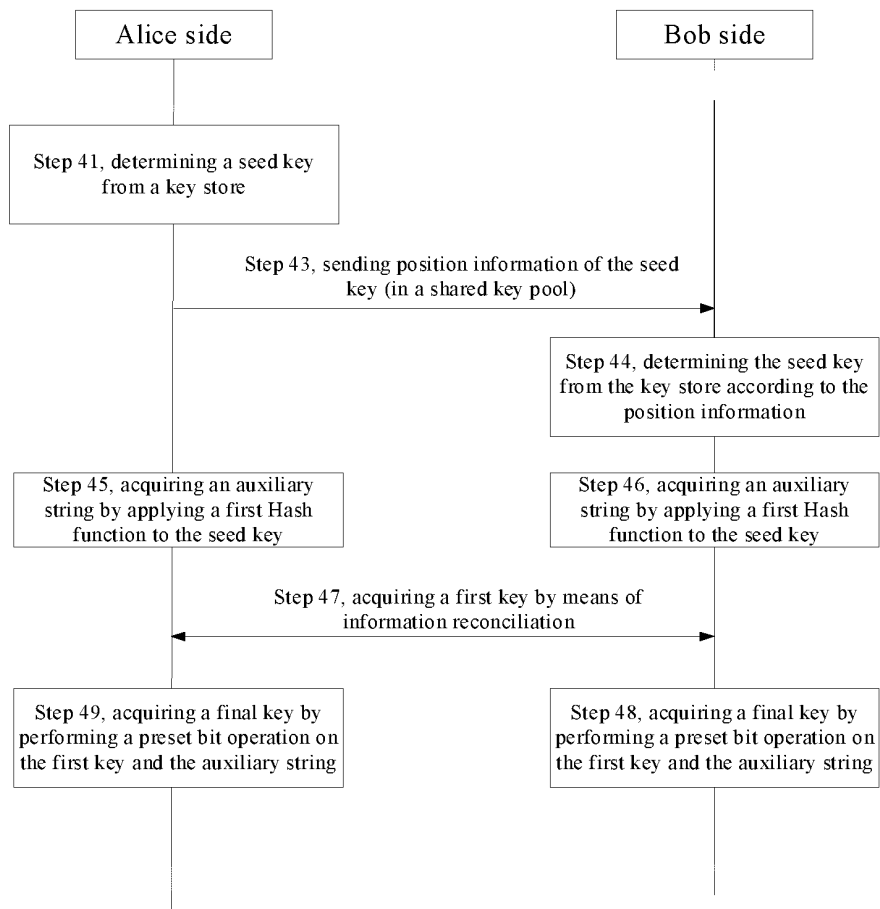 Alice side
Bob side
Step 41, determining a seed key
from a key store
Step 43, sending position information of the seed
key (in a shared key pool)
Step 44, determining the seed key
from the key store according to the
position information
Step 45, acquiring an auxiliary
string by applying a first Hash
function to the seed key
Step 46, acquiring an auxiliary
string by applying a first Hash
function to the seed key
Step 47, acquiring a first key by means of
information reconciliation
Step 49, acquiring a final key by
performing a preset bit operation on
the first key and the auxiliary string
Step 48, acquiring a final key by
performing a preset bit operation on
the first key and the auxiliary string